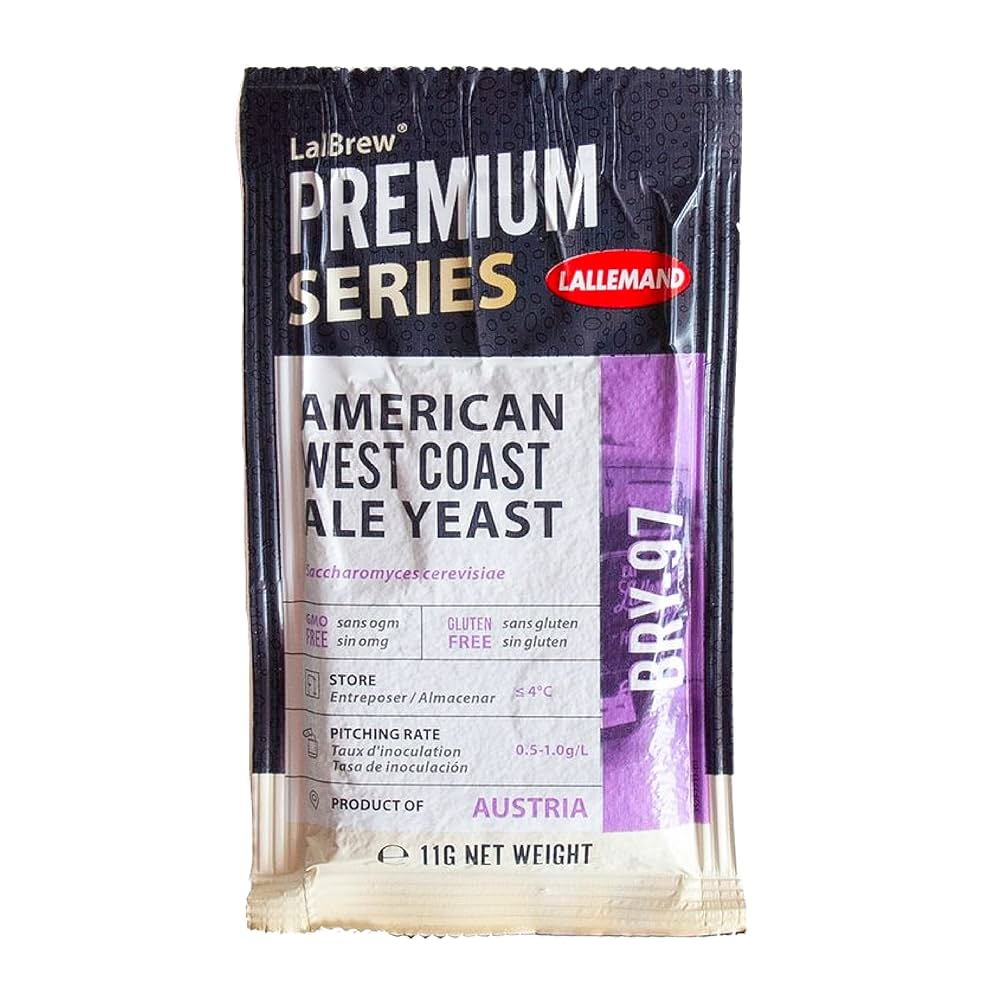 LalBrew®
PREMIUM
SERIES
LALLEMAND
AMERICAN
WEST COAST
ALE YEAST
Saccharomyces cerevisiae
BRY-97
GMO FREE
sans ogm
sin omg
GLUTEN FREE
sans gluten
sin gluten
STORE
Entreposer / Almacenar
≤ 4°C
PITCHING RATE
Taux d'inoculation
Tasa de inoculación
0.5-1.0g/L
PRODUCT OF
AUSTRIA
℮ 11G NET WEIGHT